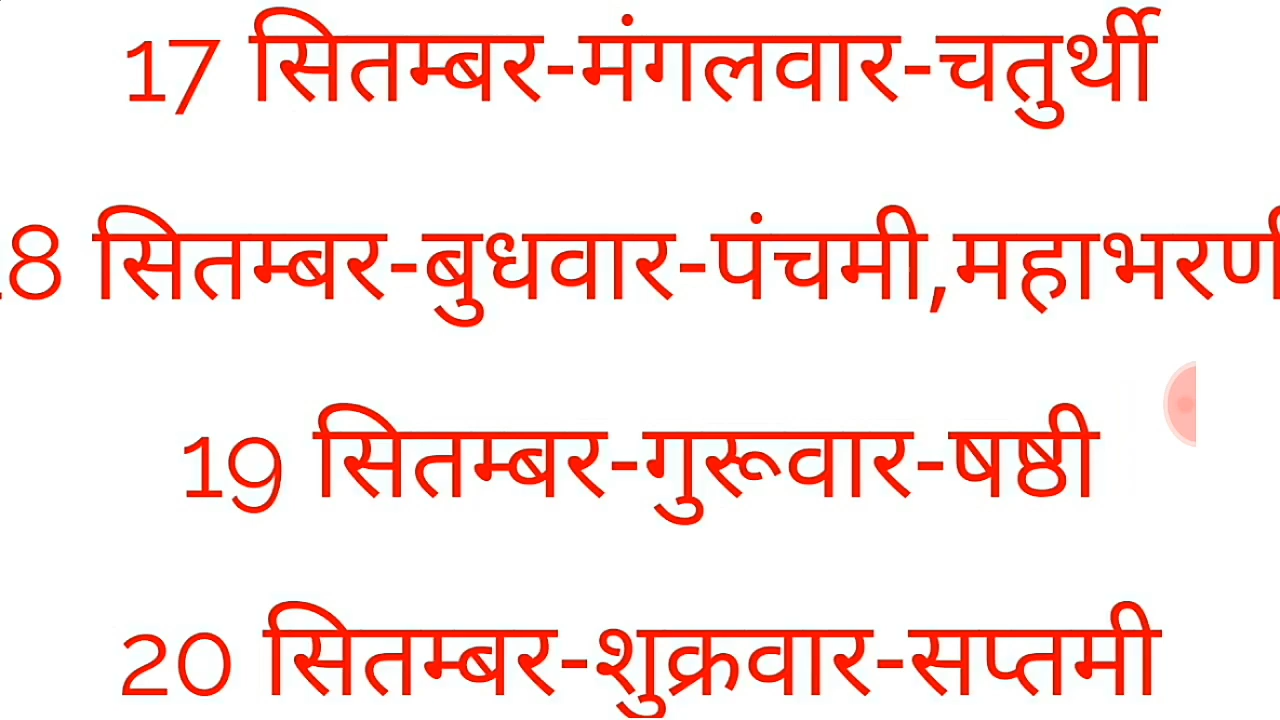 17 सितम्बर-मंगलवार-चतुर्थी
18 सितम्बर-बुधवार-पंचमी,महाभरणी
19 सितम्बर-गुरूवार-षष्ठी
20 सितम्बर-शुक्रवार-सप्तमी